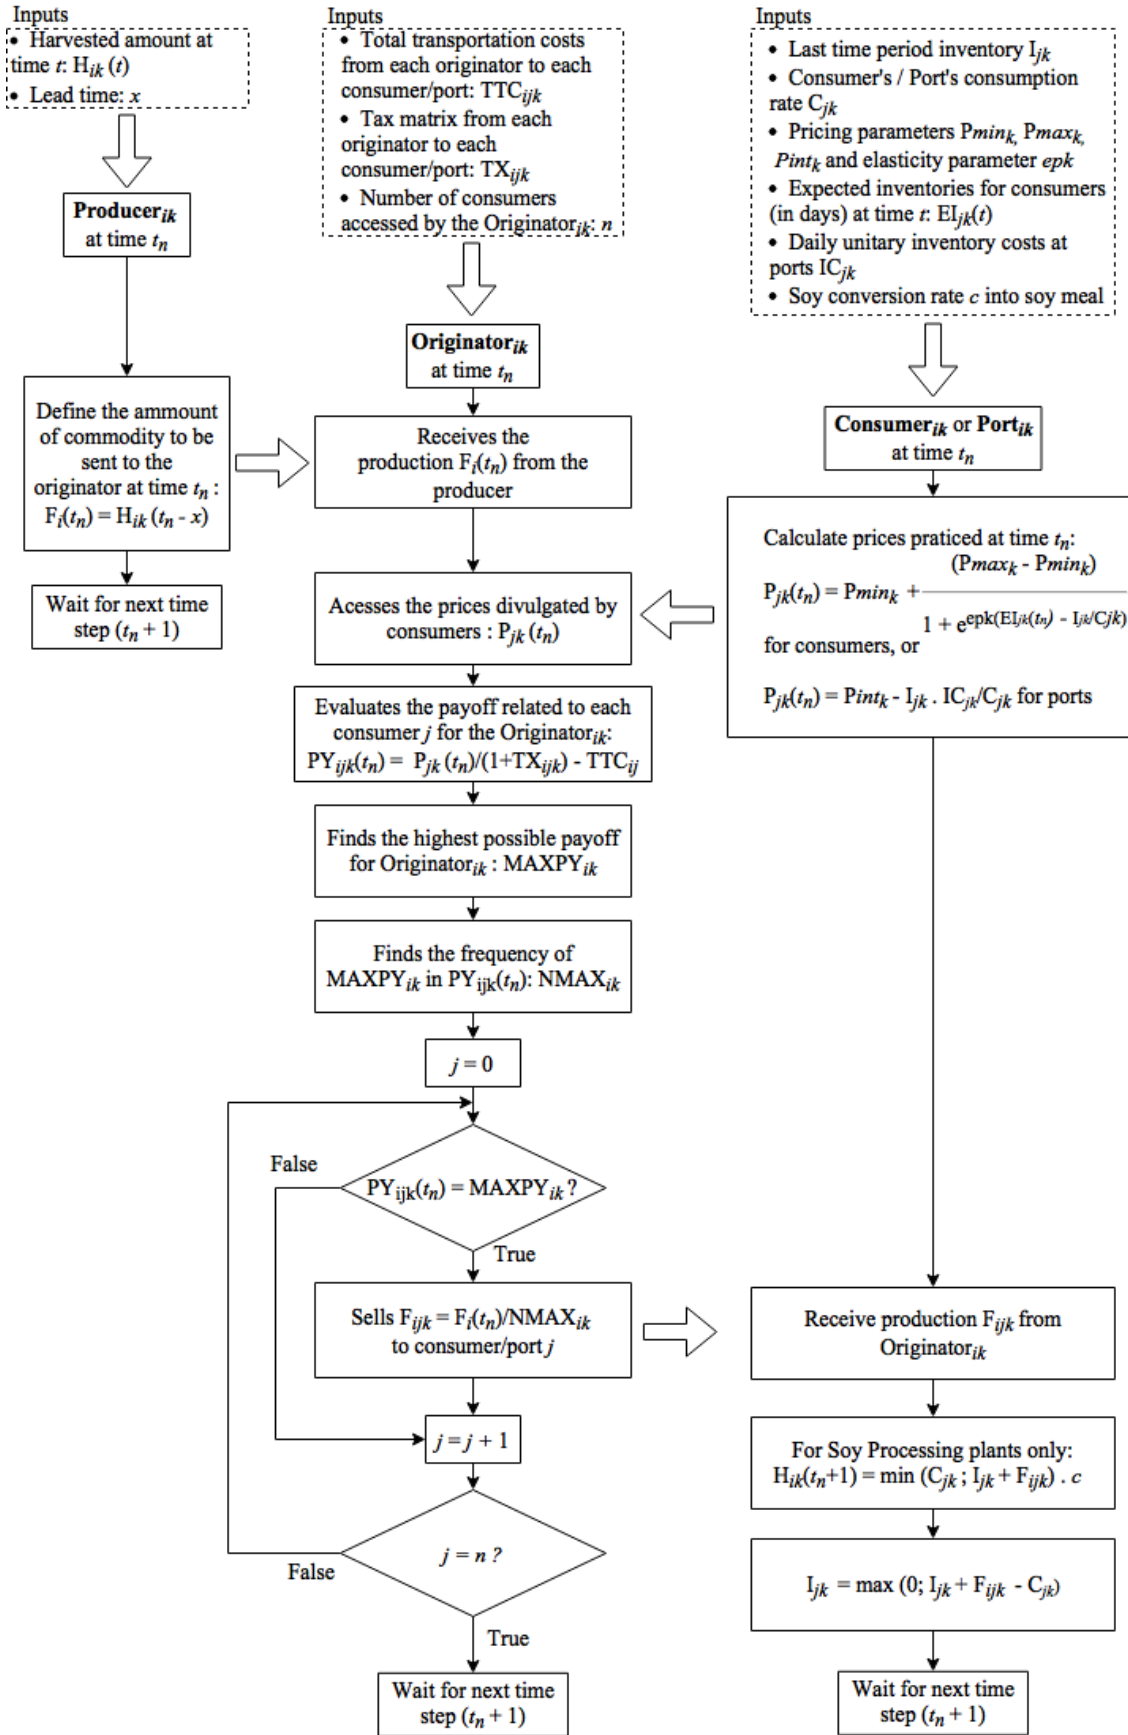 Inputs
• Harvested amount at
time t: H_ik (t)
• Lead time: x
Producer_ik
at time t_n
Define the ammount
of commodity to be
sent to the
originator at time t_n :
F_i(t_n) = H_ik (t_n - x)
Wait for next time
step (t_n + 1)
Inputs
• Total transportation costs
from each originator to each
consumer/port: TTC_ijk
• Tax matrix from each
originator to each
consumer/port: TX_ijk
• Number of consumers
accessed by the Originator_ik: n
Originator_ik
at time t_n
Receives the
production F_i(t_n) from the
producer
Acesses the prices divulgated by
consumers : P_jk (t_n)
Evaluates the payoff related to each
consumer j for the Originator_ik:
PY_ijk(t_n) = P_jk (t_n)/(1+TX_ijk) - TTC_ij
Finds the highest possible payoff
for Originator_ik : MAXPY_ik
Finds the frequency of
MAXPY_ik in PY_ijk(t_n): NMAX_ik
j = 0
False
PY_ijk(t_n) = MAXPY_ik ?
True
Sells F_ijk = F_i(t_n)/NMAX_ik
to consumer/port j
j = j + 1
j = n ?
False
True
Wait for next time
step (t_n + 1)
Inputs
• Last time period inventory I_jk
• Consumer's / Port's consumption
rate C_jk
• Pricing parameters Pmin_k, Pmax_k,
Pint_k and elasticity parameter epk
• Expected inventories for consumers
(in days) at time t: EI_jk(t)
• Daily unitary inventory costs at
ports IC_jk
• Soy conversion rate c into soy meal
Consumer_ik or Port_ik
at time t_n
Calculate prices praticed at time t_n:
(Pmax_k - Pmin_k)
P_jk(t_n) = Pmin_k +
1 + e^epk(EI_jk(t_n) - I_jk/C_jk)
for consumers, or
P_jk(t_n) = Pint_k - I_jk . IC_jk/C_jk for ports
Receive production F_ijk from
Originator_ik
For Soy Processing plants only:
H_ik(t_n+1) = min (C_jk ; I_jk + F_ijk) . c
I_jk = max (0; I_jk + F_ijk - C_jk)
Wait for next time
step (t_n + 1)